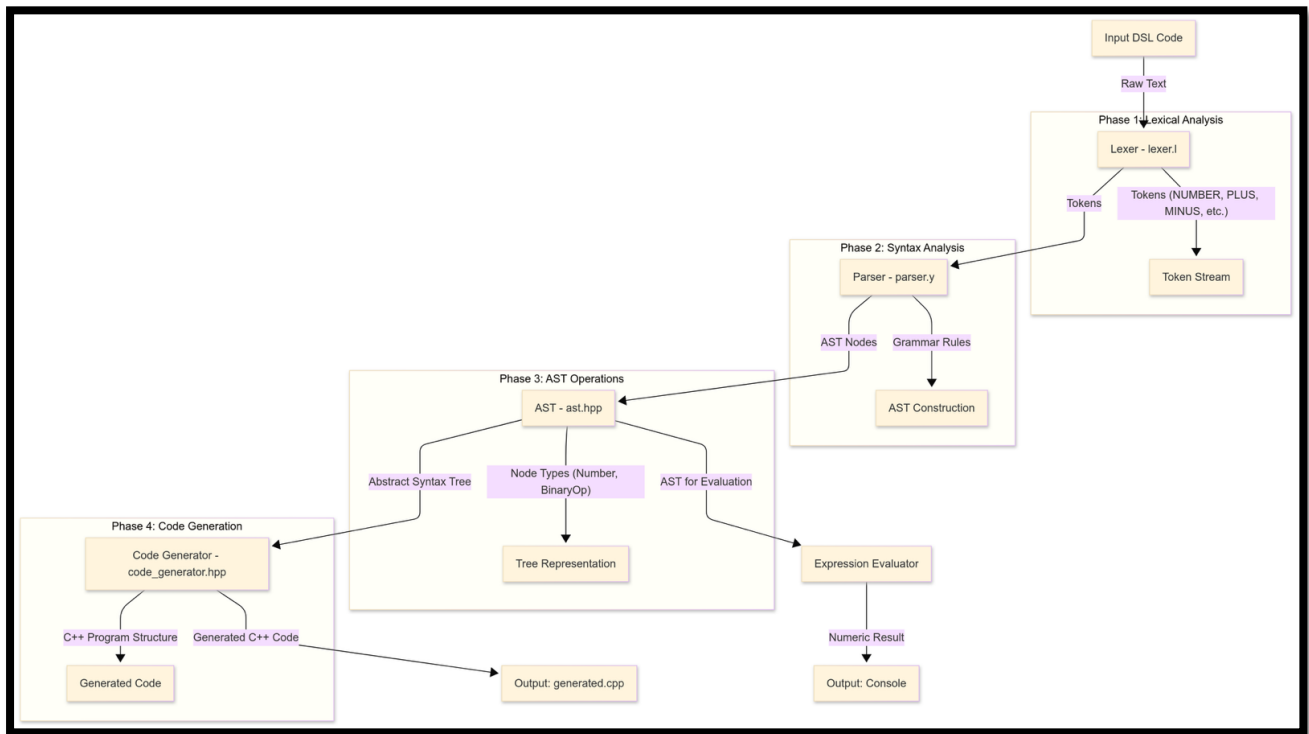 Input DSL Code
Raw Text
Phase 1: Lexical Analysis
Lexer - lexer.l
Tokens
Tokens (NUMBER, PLUS,
MINUS, etc.)
Token Stream
Phase 2: Syntax Analysis
Parser - parser.y
AST Nodes
Grammar Rules
AST Construction
Phase 3: AST Operations
AST - ast.hpp
Abstract Syntax Tree
Node Types (Number,
BinaryOp)
AST for Evaluation
Tree Representation
Expression Evaluator
Phase 4: Code Generation
Code Generator -
code_generator.hpp
C++ Program Structure
Generated C++ Code
Numeric Result
Generated Code
Output: generated.cpp
Output: Console